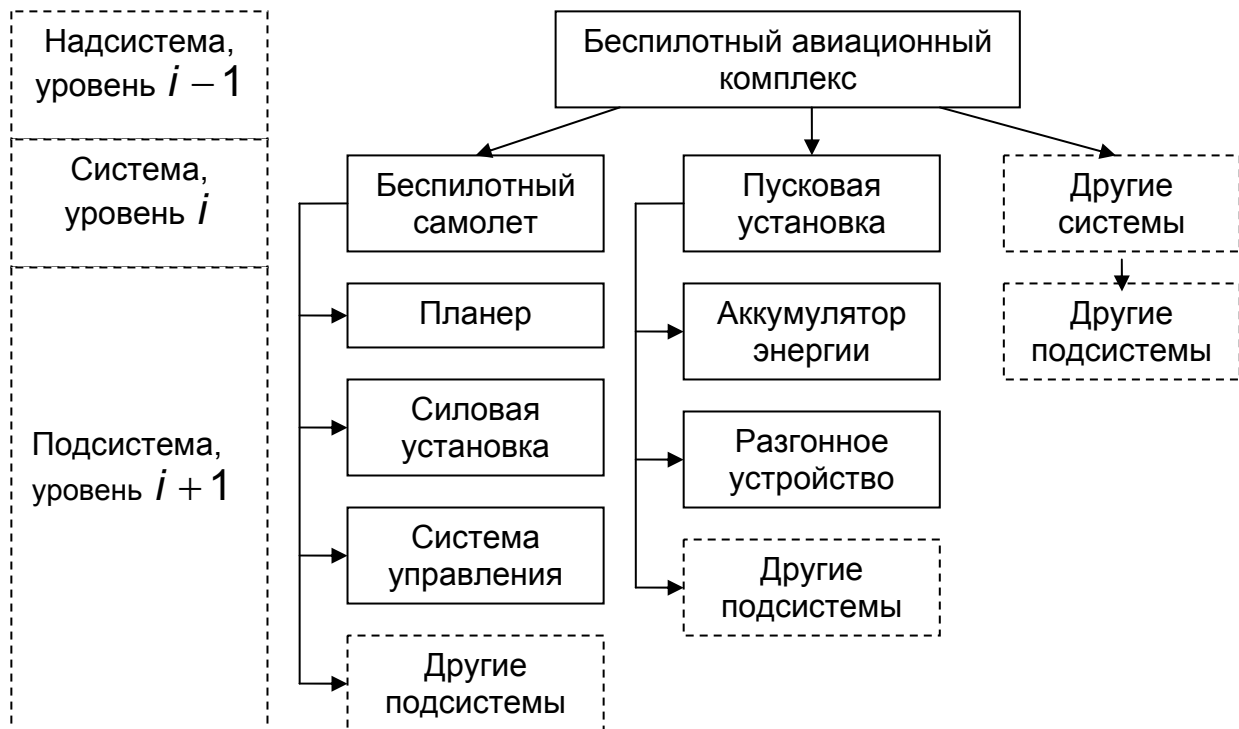 Надсистема,
уровень i − 1
Беспилотный авиационный
комплекс
Система,
уровень i
Беспилотный
самолет
Пусковая
установка
Другие
системы
Подсистема,
уровень i + 1
Планер
Силовая
установка
Система
управления
Другие
подсистемы
Аккумулятор
энергии
Разгонное
устройство
Другие
подсистемы
Другие
подсистемы